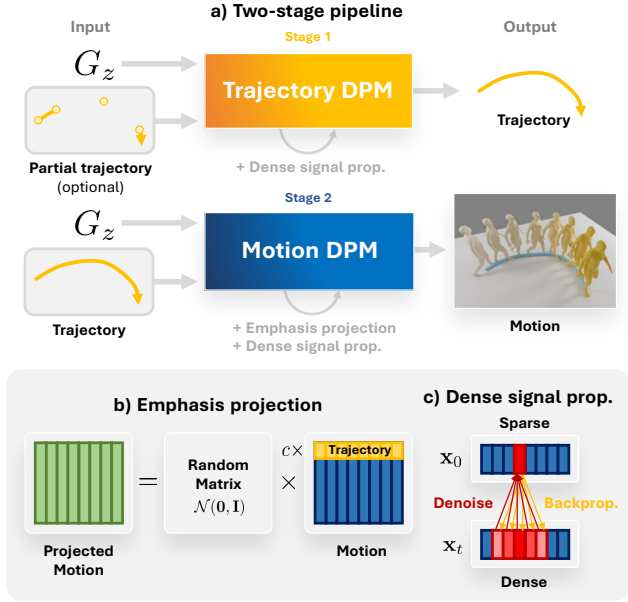 a) Two-stage pipeline
Input
Stage 1
Output
G_z
Trajectory DPM
Trajectory
Partial trajectory
(optional)
+ Dense signal prop.
Stage 2
G_z
Motion DPM
Trajectory
+ Emphasis projection
+ Dense signal prop.
Motion
b) Emphasis projection
c) Dense signal prop.
Sparse
c×
Trajectory
x_0
=
Random
Matrix
𝒩(0, I)
×
Denoise
Backprop.
x_t
Projected
Motion
Motion
Dense